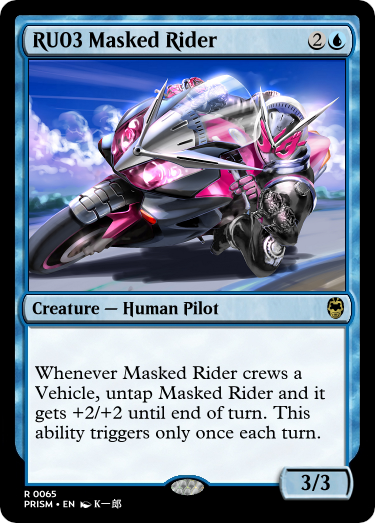 RU03 Masked Rider
2
Creature — Human Pilot
Whenever Masked Rider crews a
Vehicle, untap Masked Rider and it
gets +2/+2 until end of turn. This
ability triggers only once each turn.
3/3
R 0065
PRISM • EN K一郎